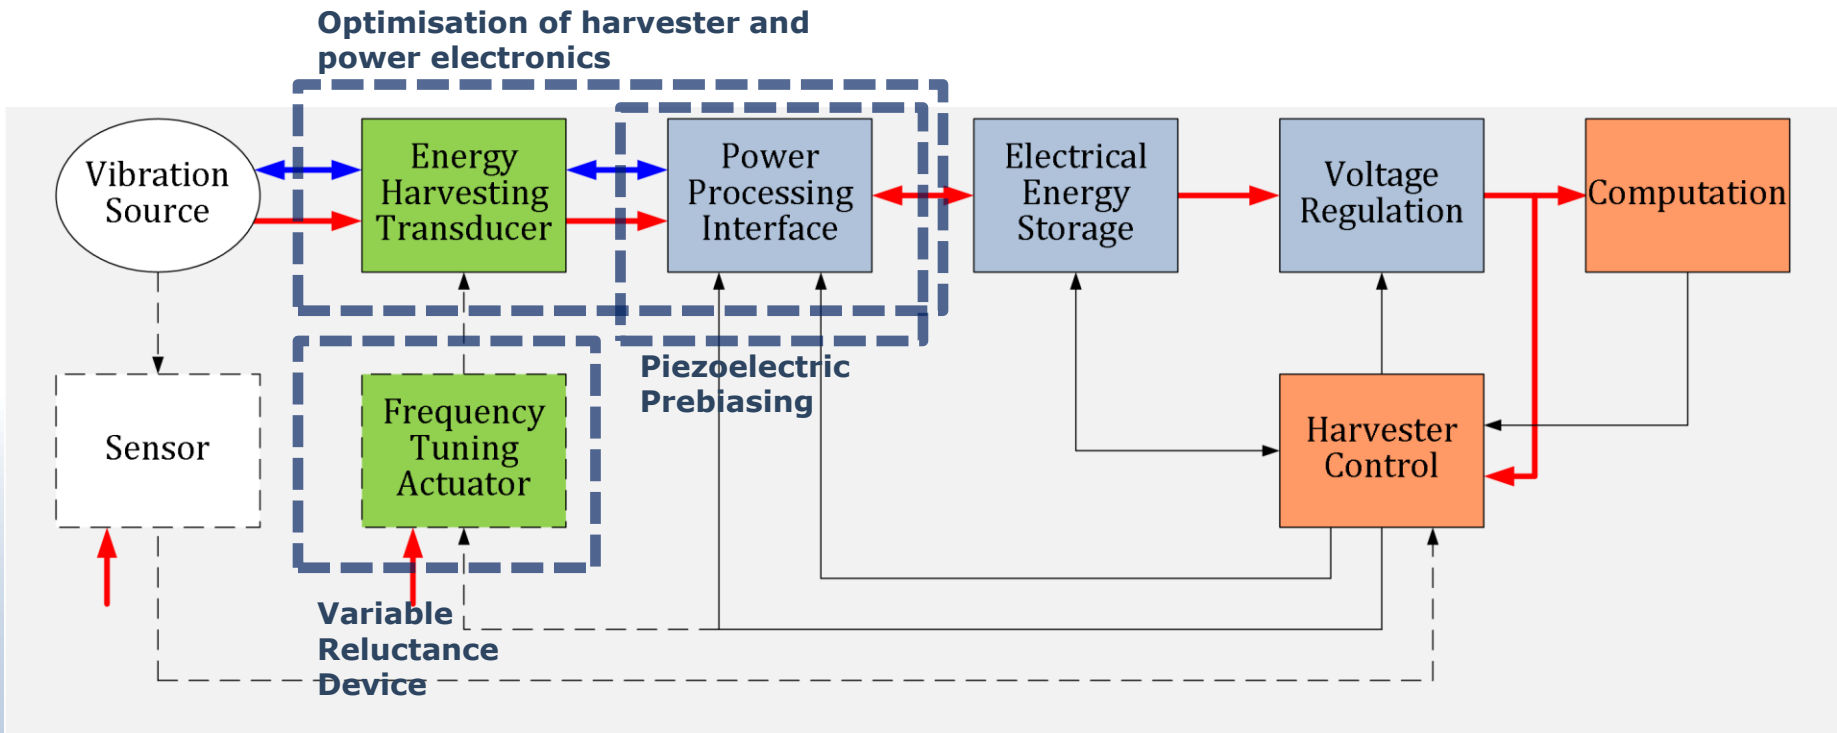 Optimisation of harvester and
power electronics
Vibration
Source
Energy
Harvesting
Transducer
Power
Processing
Interface
Electrical
Energy
Storage
Voltage
Regulation
Computation
Piezoelectric
Prebiasing
Sensor
Frequency
Tuning
Actuator
Harvester
Control
Variable
Reluctance
Device